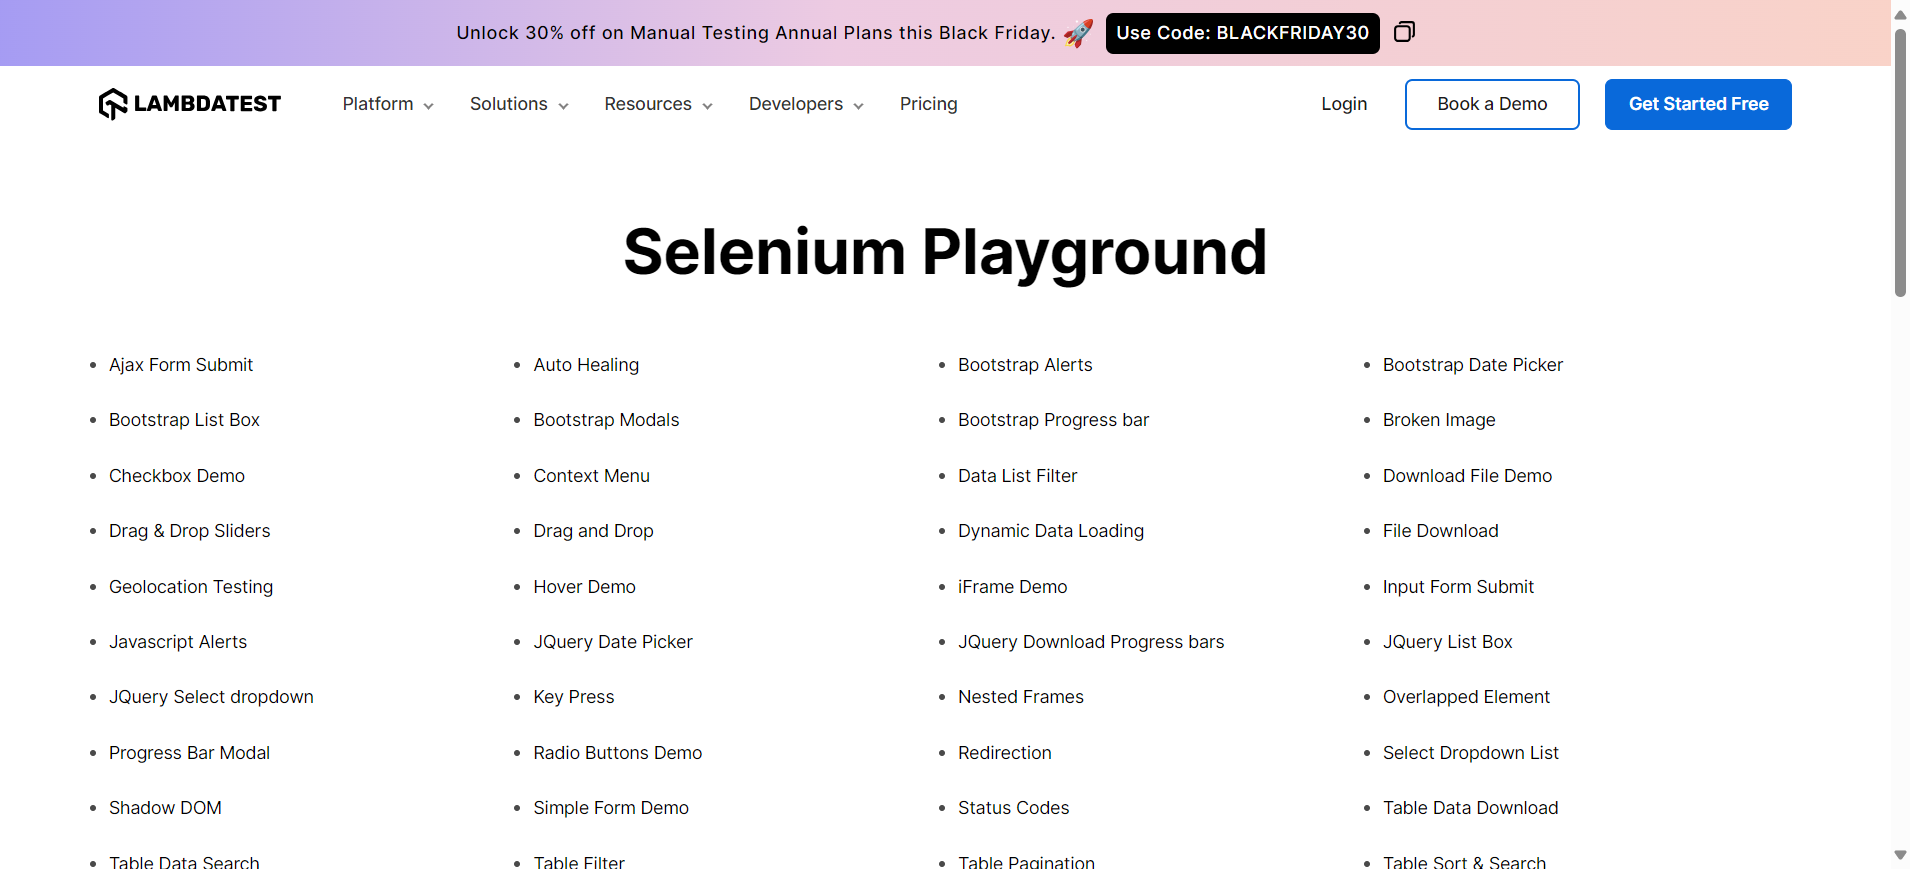 Unlock 30% off on Manual Testing Annual Plans this Black Friday. 🚀 Use Code: BLACKFRIDAY30
LAMBDATEST Platform Solutions Resources Developers Pricing Login Book a Demo Get Started Free
Selenium Playground
Ajax Form Submit Auto Healing Bootstrap Alerts Bootstrap Date Picker
Bootstrap List Box Bootstrap Modals Bootstrap Progress bar Broken Image
Checkbox Demo Context Menu Data List Filter Download File Demo
Drag & Drop Sliders Drag and Drop Dynamic Data Loading File Download
Geolocation Testing Hover Demo iFrame Demo Input Form Submit
Javascript Alerts JQuery Date Picker JQuery Download Progress bars JQuery List Box
JQuery Select dropdown Key Press Nested Frames Overlapped Element
Progress Bar Modal Radio Buttons Demo Redirection Select Dropdown List
Shadow DOM Simple Form Demo Status Codes Table Data Download
Table Data Search Table Filter Table Pagination Table Sort & Search